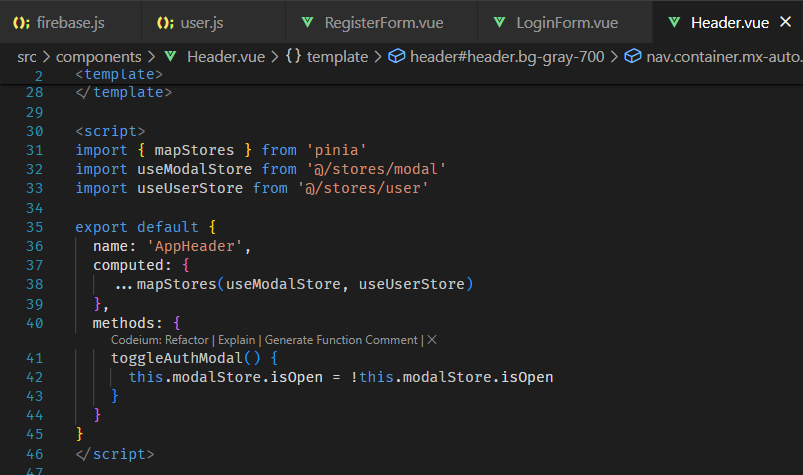 firebase.js user.js RegisterForm.vue LoginForm.vue Header.vue
src > components > Header.vue > {} template > header#header.bg-gray-700 > nav.container.mx-auto.
2 <template>
28 </template>
29
30 <script>
31 import { mapStores } from 'pinia'
32 import useModalStore from '@/stores/modal'
33 import useUserStore from '@/stores/user'
34
35 export default {
36 name: 'AppHeader',
37 computed: {
38 ...mapStores(useModalStore, useUserStore)
39 },
40 methods: {
Codeium: Refactor | Explain | Generate Function Comment | X
41 toggleAuthModal() {
42 this.modalStore.isOpen = !this.modalStore.isOpen
43 }
44 }
45 }
46 </script>
47